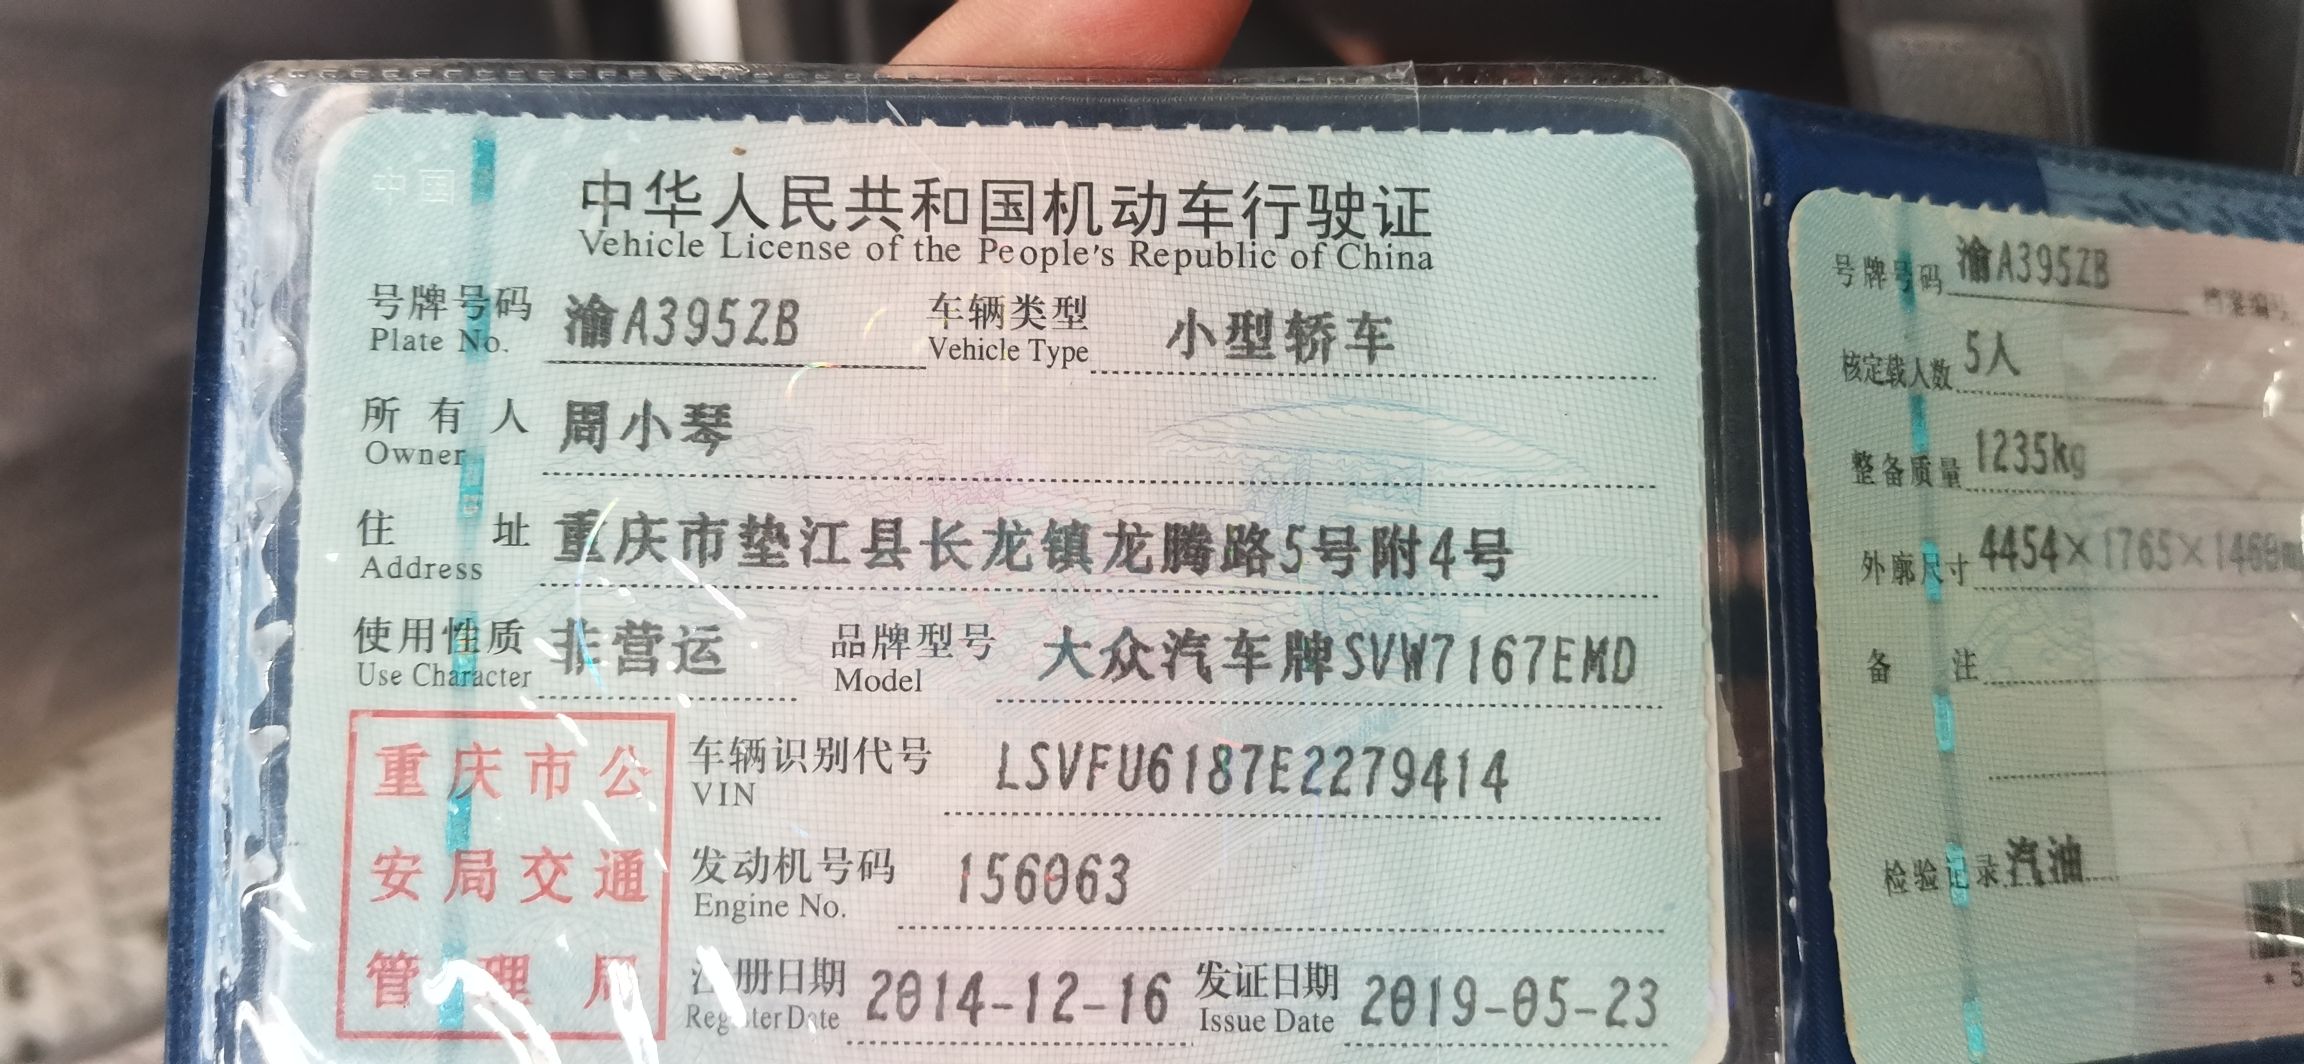 中国
中华人民共和国机动车行驶证
Vehicle License of the People's Republic of China
号牌号码 渝A395ZB 车辆类型 小型轿车
Plate No. Vehicle Type
所有人 周小琴
Owner
住址 重庆市垫江县长龙镇龙腾路5号附4号
Address
使用性质 非营运 品牌型号 大众汽车牌SVW7167EMD
Use Character Model
重庆市公
安局交通
管理局
车辆识别代号 LSVFU6187E2279414
VIN
发动机号码 156063
Engine No.
注册日期 2014-12-16 发证日期 2019-05-23
Register Date Issue Date
号牌号码 渝A395ZB 档案编号
核定载人数 5人
整备质量 1235kg
外廓尺寸 4454×1765×1460
备注
检验记录 汽油